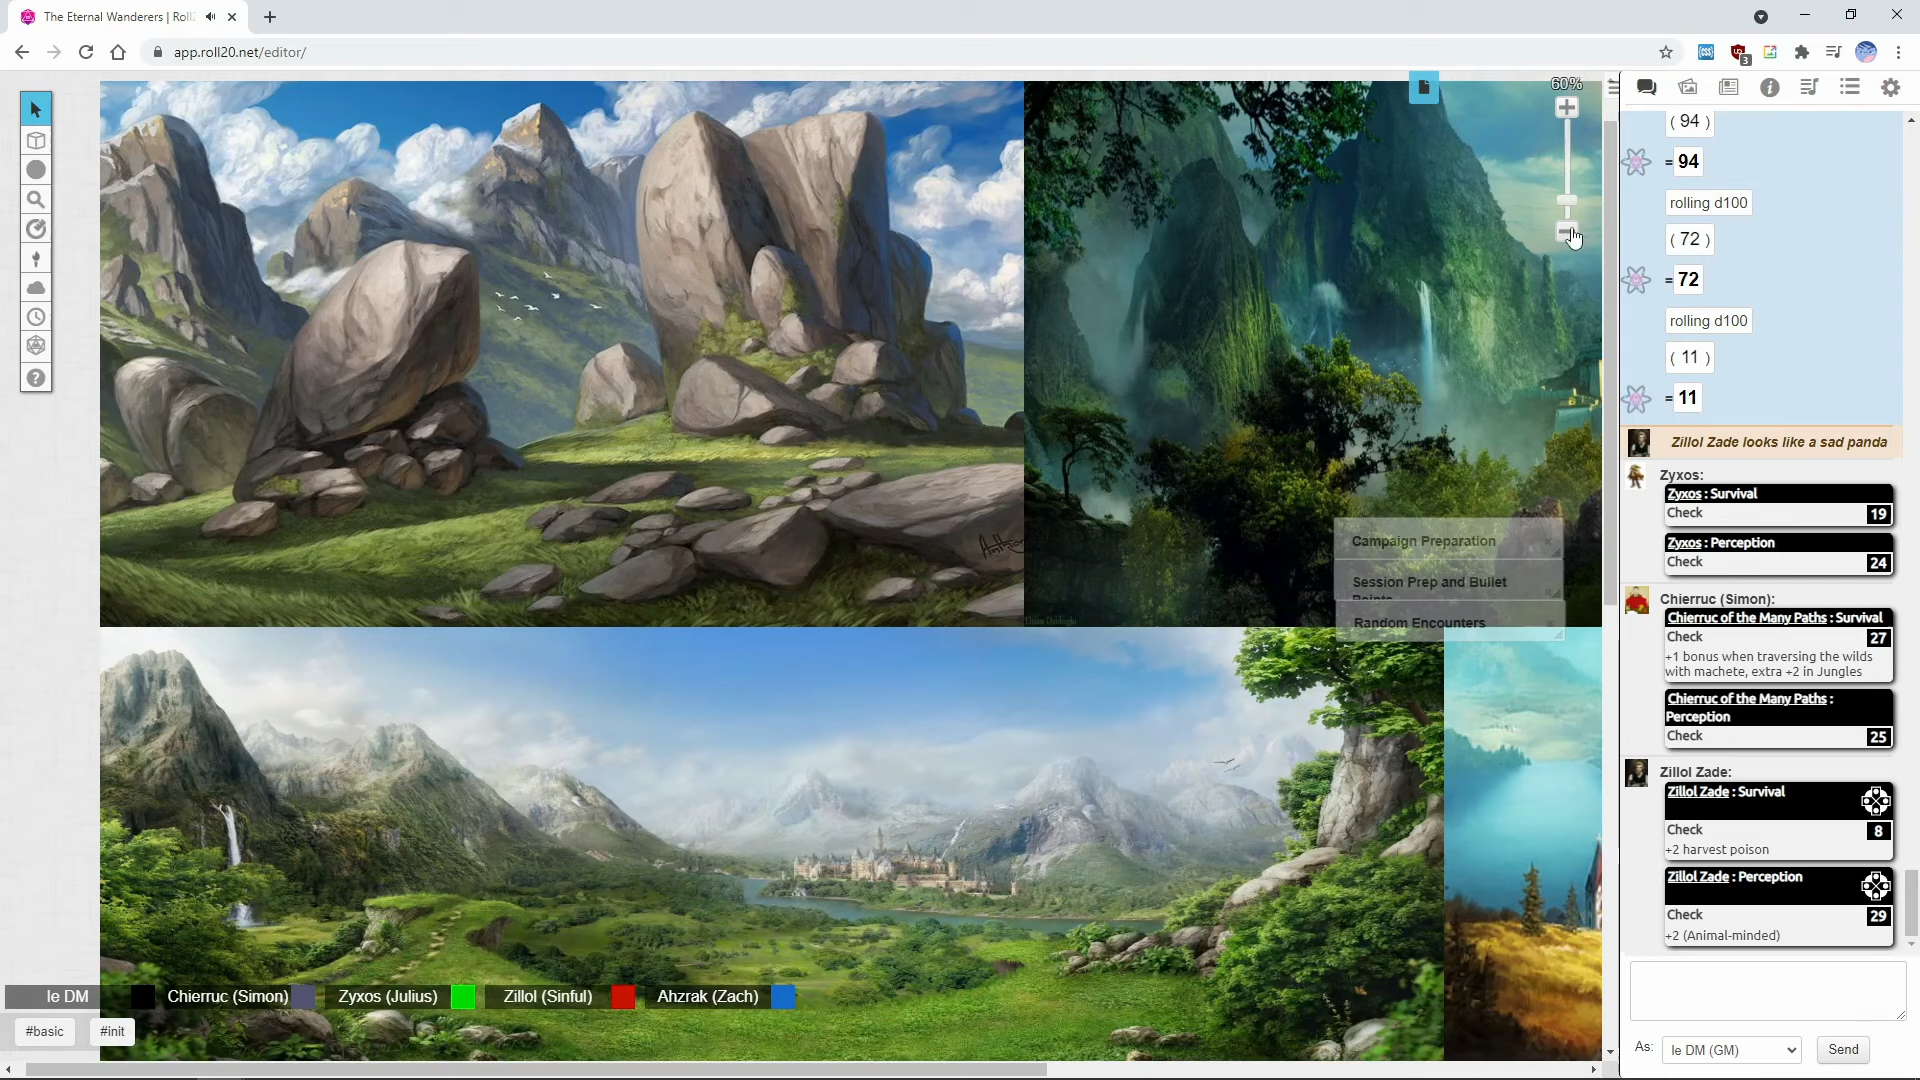 The Eternal Wanderers | Roll
app.roll20.net/editor/
3
60%
( 94 )
= 94
rolling d100
( 72 )
= 72
rolling d100
( 11 )
= 11
Zillol Zade looks like a sad panda
Zyxos:
Zyxos : Survival
Check 19
Zyxos : Perception
Check 24
Chierruc (Simon):
Chierruc of the Many Paths : Survival
Check 27
+1 bonus when traversing the wilds
with machete, extra +2 in Jungles
Chierruc of the Many Paths :
Perception
Check 25
Zillol Zade:
Zillol Zade : Survival
Check 8
+2 harvest poison
Zillol Zade : Perception
Check 29
+2 (Animal-minded)
Campaign Preparation
Session Prep and Bullet
Points
Random Encounters
le DM
Chierruc (Simon)
Zyxos (Julius)
Zillol (Sinful)
Ahzrak (Zach)
#basic
#init
As: le DM (GM) Send